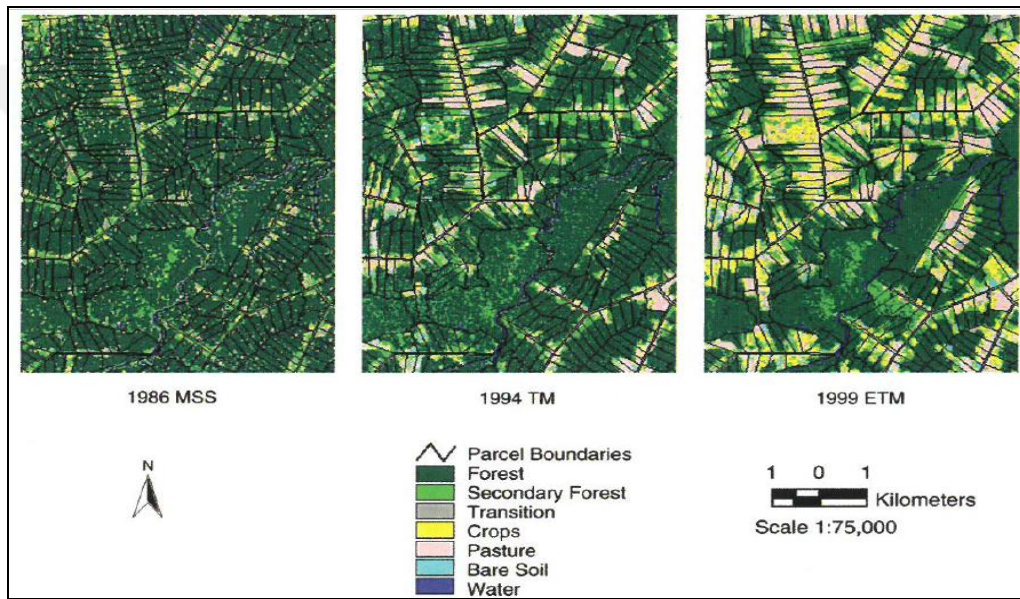 1986 MSS
1994 TM
1999 ETM
N
Parcel Boundaries
Forest
Secondary Forest
Transition
Crops
Pasture
Bare Soil
Water
1 0 1
Kilometers
Scale 1:75,000